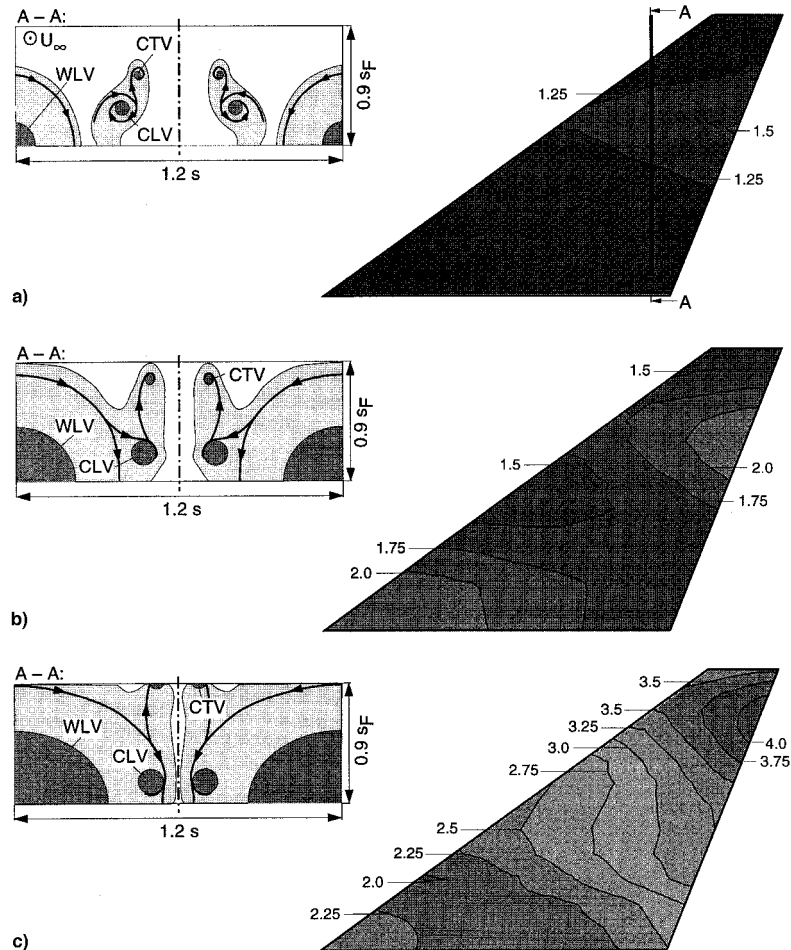 A – A:
U∞
CTV
WLV
CLV
0.9 sF
1.2 s
A
1.25
1.5
1.25
A
a)
A – A:
CTV
WLV
CLV
0.9 sF
1.2 s
1.5
1.5
2.0
1.75
1.75
2.0
b)
A – A:
WLV
CTV
CLV
0.9 sF
1.2 s
3.5
3.5
3.25
3.0
4.0
3.75
2.75
2.5
2.25
2.0
2.25
c)